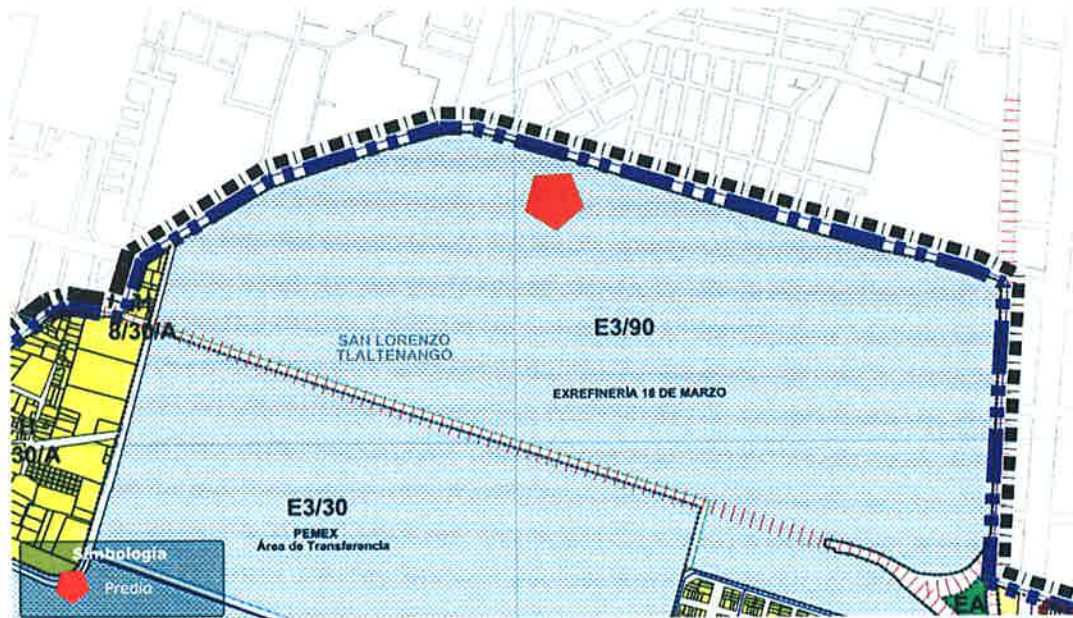 8/30/A
SAN LORENZO
TLALTENANGO
E3/90
EXREFINERÍA 18 DE MARZO
30/A
E3/30
PEMEX
Área de Transferencia
Simbología
Predio
EA